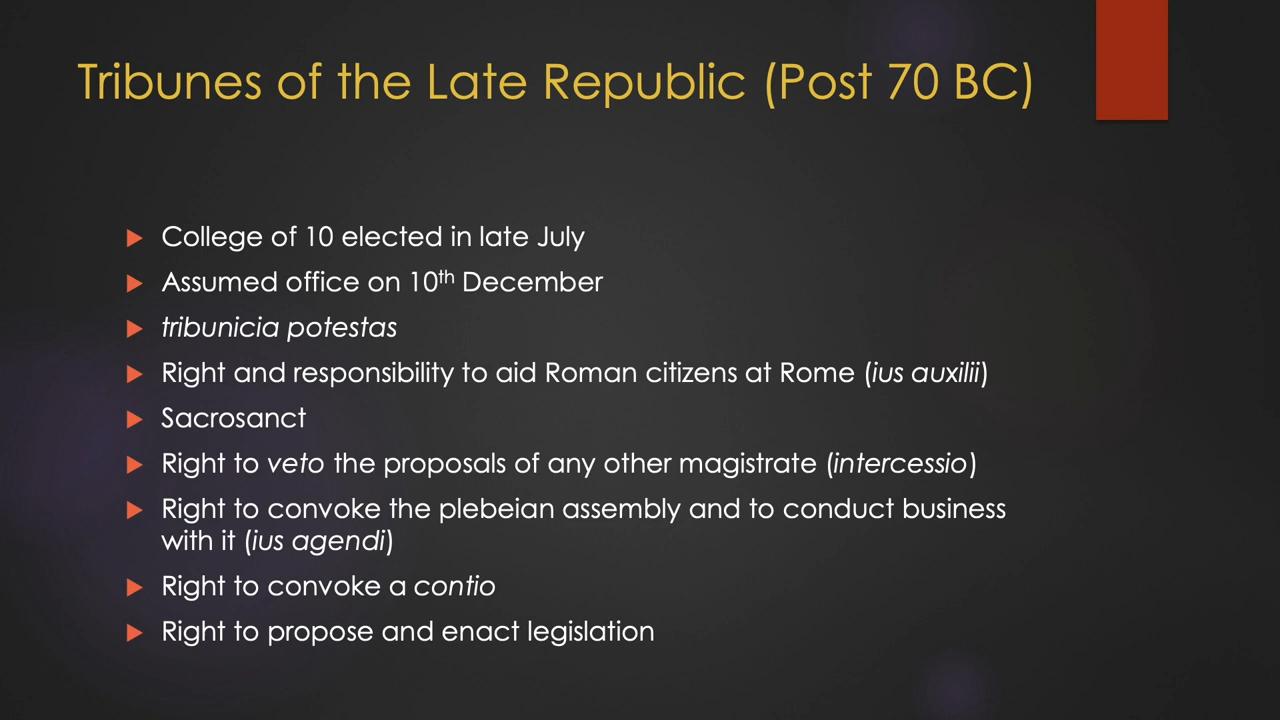 Tribunes of the Late Republic (Post 70 BC)
College of 10 elected in late July
Assumed office on 10th December
tribunicia potestas
Right and responsibility to aid Roman citizens at Rome (ius auxilii)
Sacrosanct
Right to veto the proposals of any other magistrate (intercessio)
Right to convoke the plebeian assembly and to conduct business
with it (ius agendi)
Right to convoke a contio
Right to propose and enact legislation